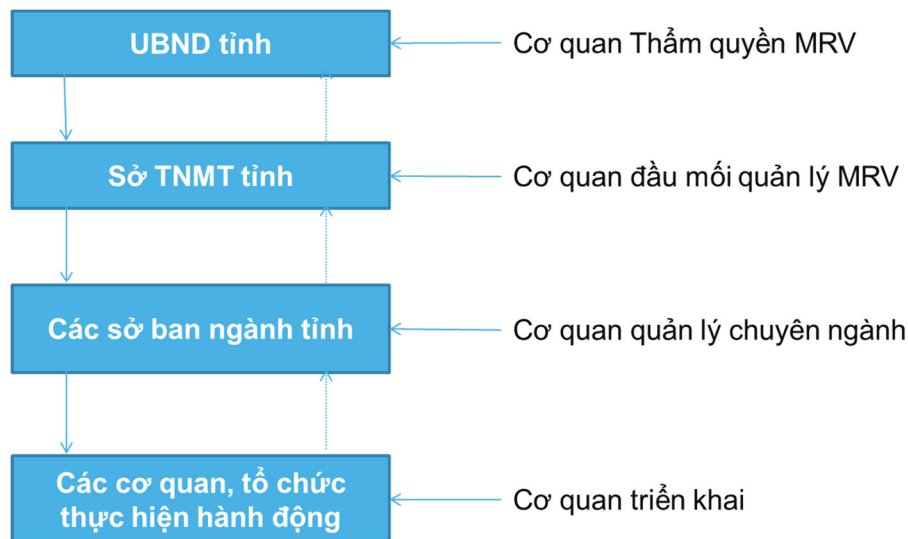 UBND tỉnh
Cơ quan Thẩm quyền MRV
Sở TNMT tỉnh
Cơ quan đầu mối quản lý MRV
Các sở ban ngành tỉnh
Cơ quan quản lý chuyên ngành
Các cơ quan, tổ chức
thực hiện hành động
Cơ quan triển khai